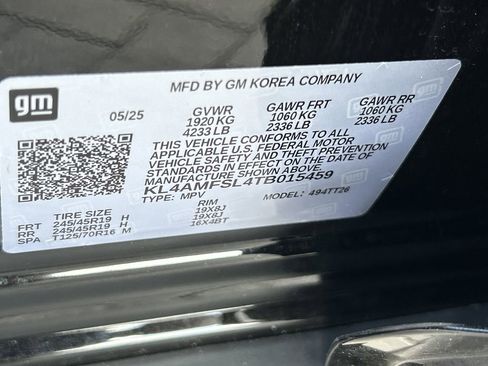 MFD BY GM KOREA COMPANY
gm
05/25 GVWR GAWR FRT GAWR RR
1920 KG 1060 KG 1060 KG
4233 LB 2336 LB 2336 LB
THIS VEHICLE CONFORMS TO ALL
APPLICABLE U.S. FEDERAL MOTOR
VEHICLE SAFETY STANDARDS IN
EFFECT ON THE DATE OF
MANUFACTURE SHOWN ABOVE.
KL4AMFSL4TB015459
TYPE: MPV MODEL: 494TT26
TIRE SIZE RIM
FRT 245/45R19 H 19X8J
RR 245/45R19 H 19X8J
SPA T125/70R16 M 16X4BT